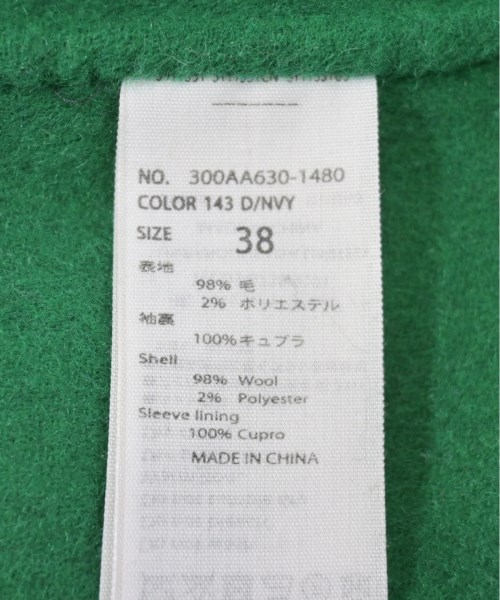 NO. 300AA630-1480
COLOR 143 D/NVY
SIZE 38
表地
98% 毛
2% ポリエステル
袖裏
100%キュプラ
Shell
98% Wool
2% Polyester
Sleeve lining
100% Cupro
MADE IN CHINA